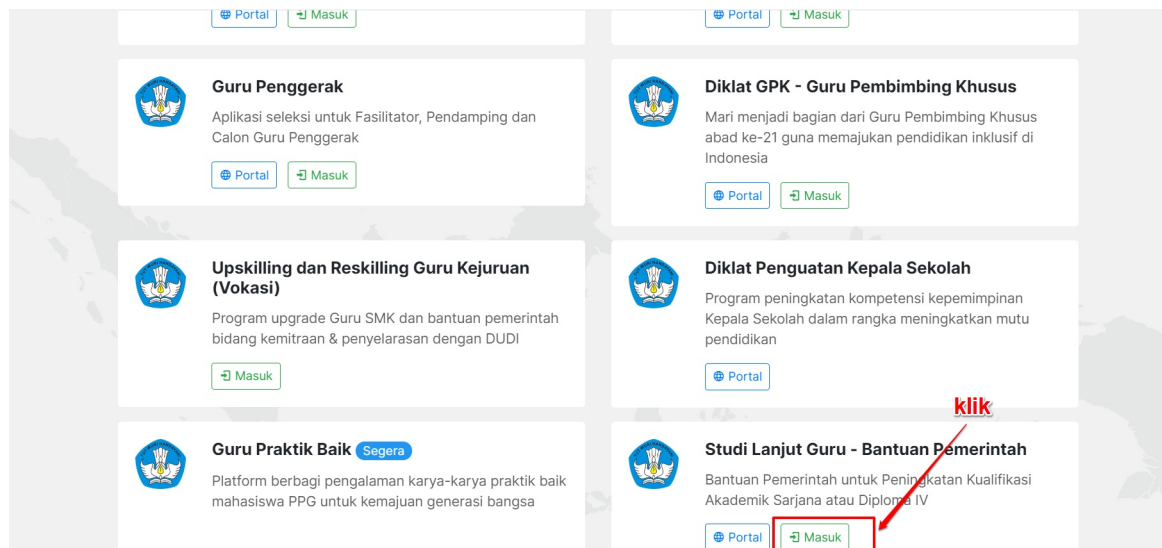 Portal Masuk
Portal Masuk
Guru Penggerak
Aplikasi seleksi untuk Fasilitator, Pendamping dan
Calon Guru Penggerak
Portal Masuk
Diklat GPK - Guru Pembimbing Khusus
Mari menjadi bagian dari Guru Pembimbing Khusus
abad ke-21 guna memajukan pendidikan inklusif di
Indonesia
Portal Masuk
Upskilling dan Reskilling Guru Kejuruan
(Vokasi)
Program upgrade Guru SMK dan bantuan pemerintah
bidang kemitraan & penyelarasan dengan DUDI
Masuk
Diklat Penguatan Kepala Sekolah
Program peningkatan kompetensi kepemimpinan
Kepala Sekolah dalam rangka meningkatkan mutu
pendidikan
Portal
klik
Guru Praktik Baik Segera
Platform berbagi pengalaman karya-karya praktik baik
mahasiswa PPG untuk kemajuan generasi bangsa
Studi Lanjut Guru - Bantuan Pemerintah
Bantuan Pemerintah untuk Peningkatan Kualifikasi
Akademik Sarjana atau Diploma IV
Portal Masuk